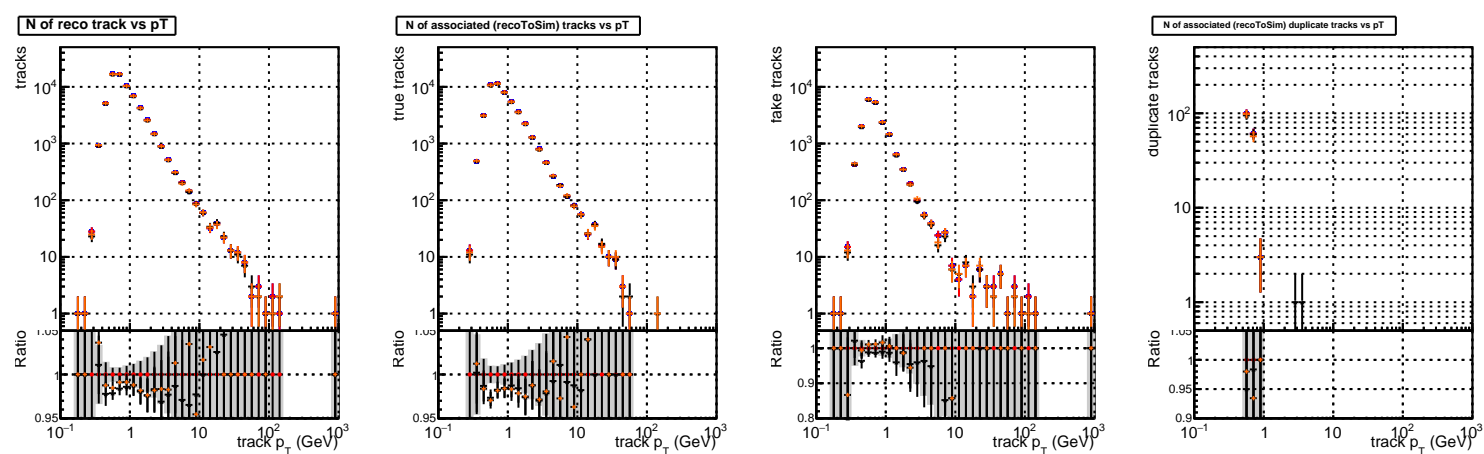 N of reco track vs pT
tracks
10^4
10^3
10^2
10
1
Ratio
1.05
1
0.95
10^-1 1 10 10^2 10^3
track p_T (GeV)
N of associated (recoToSim) tracks vs pT
true tracks
10^4
10^3
10^2
10
1
Ratio
1.05
1
0.95
10^-1 1 10 10^2 10^3
track p_T (GeV)
fake tracks
10^4
10^3
10^2
10
1
Ratio
1
0.9
0.8
10^-1 1 10 10^2 10^3
track p_T (GeV)
N of associated (recoToSim) duplicate tracks vs pT
duplicate tracks
10^2
10
1
Ratio
1.05
1
0.95
0.9
10^-1 1 10 10^2 10^3
track p_T (GeV)